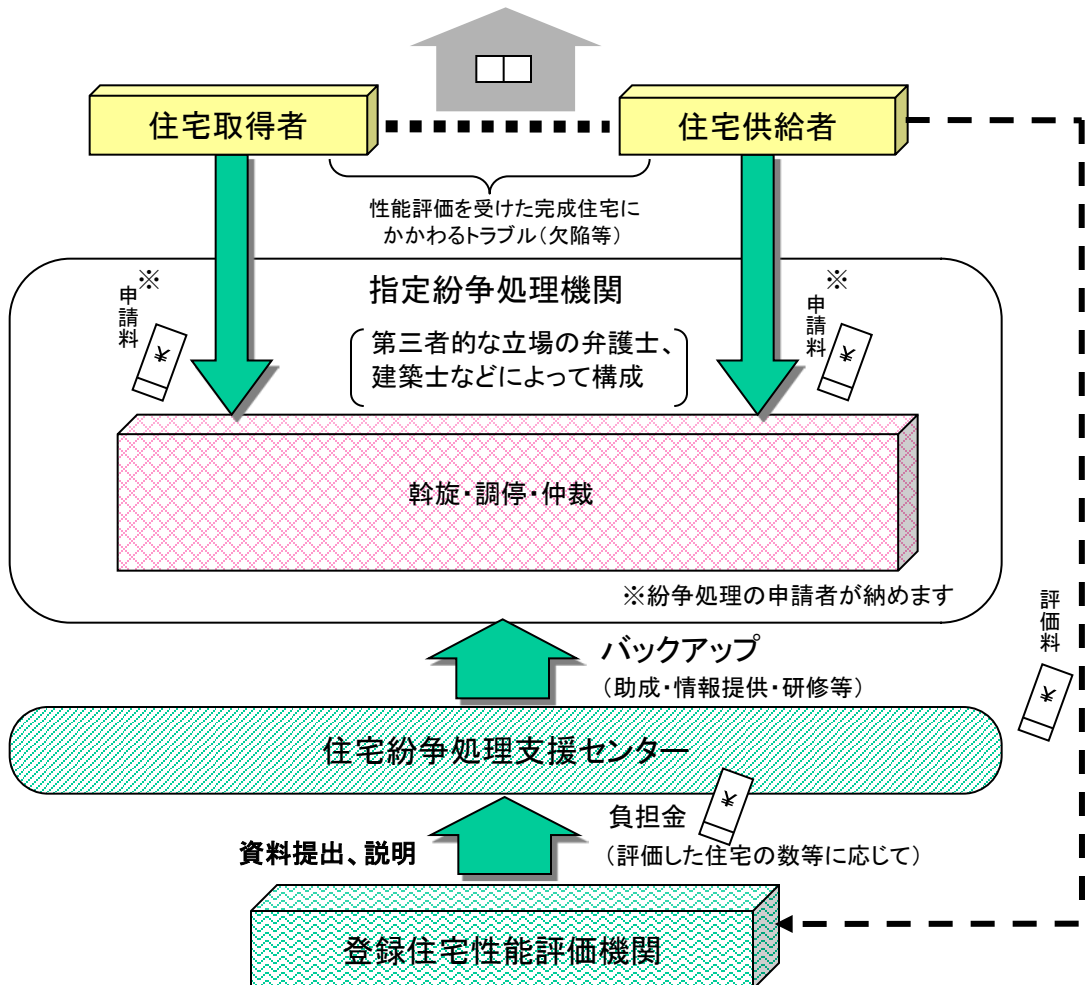 住宅取得者
住宅供給者
性能評価を受けた完成住宅に
かかわるトラブル(欠陥等)
指定紛争処理機関
※
申請料
※
申請料
第三者的な立場の弁護士、
建築士などによって構成
斡旋・調停・仲裁
※紛争処理の申請者が納めます
評価料
バックアップ
(助成・情報提供・研修等)
住宅紛争処理支援センター
負担金
資料提出、説明
(評価した住宅の数等に応じて)
登録住宅性能評価機関